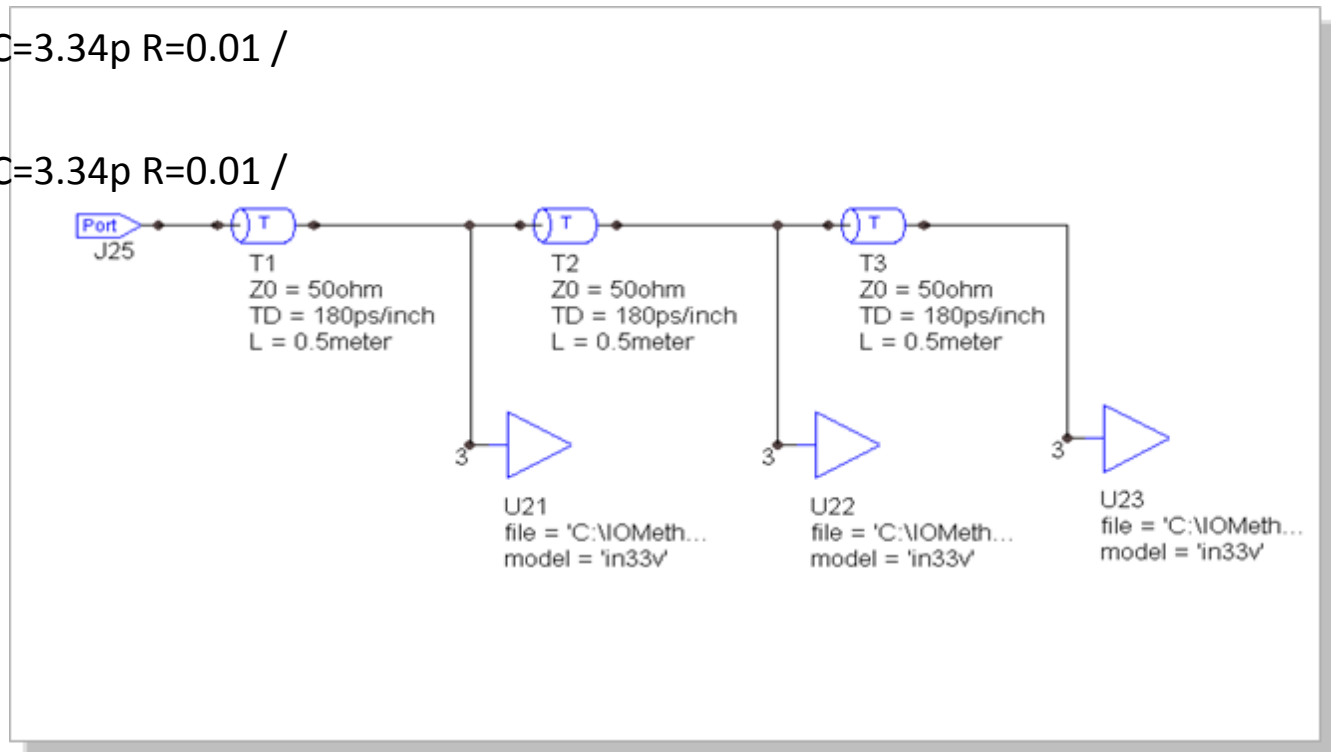 C=3.34p R=0.01 /
C=3.34p R=0.01 /
Port
J25
T
T
T
T1
Z0 = 50ohm
TD = 180ps/inch
L = 0.5meter
T2
Z0 = 50ohm
TD = 180ps/inch
L = 0.5meter
T3
Z0 = 50ohm
TD = 180ps/inch
L = 0.5meter
3
3
3
U21
file = 'C:\IOMeth...
model = 'in33v'
U22
file = 'C:\IOMeth...
model = 'in33v'
U23
file = 'C:\IOMeth...
model = 'in33v'